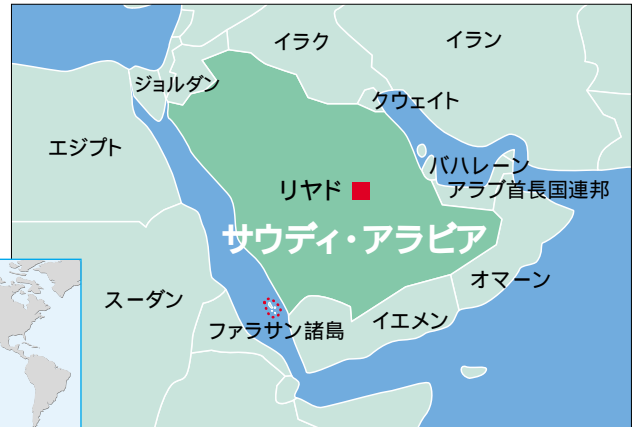 イラク
イラン
ジョルダン
クウェイト
エジプト
バハレーン
アラブ首長国連邦
リヤド
サウディ・アラビア
オマーン
スーダン
ファラサン諸島
イエメン